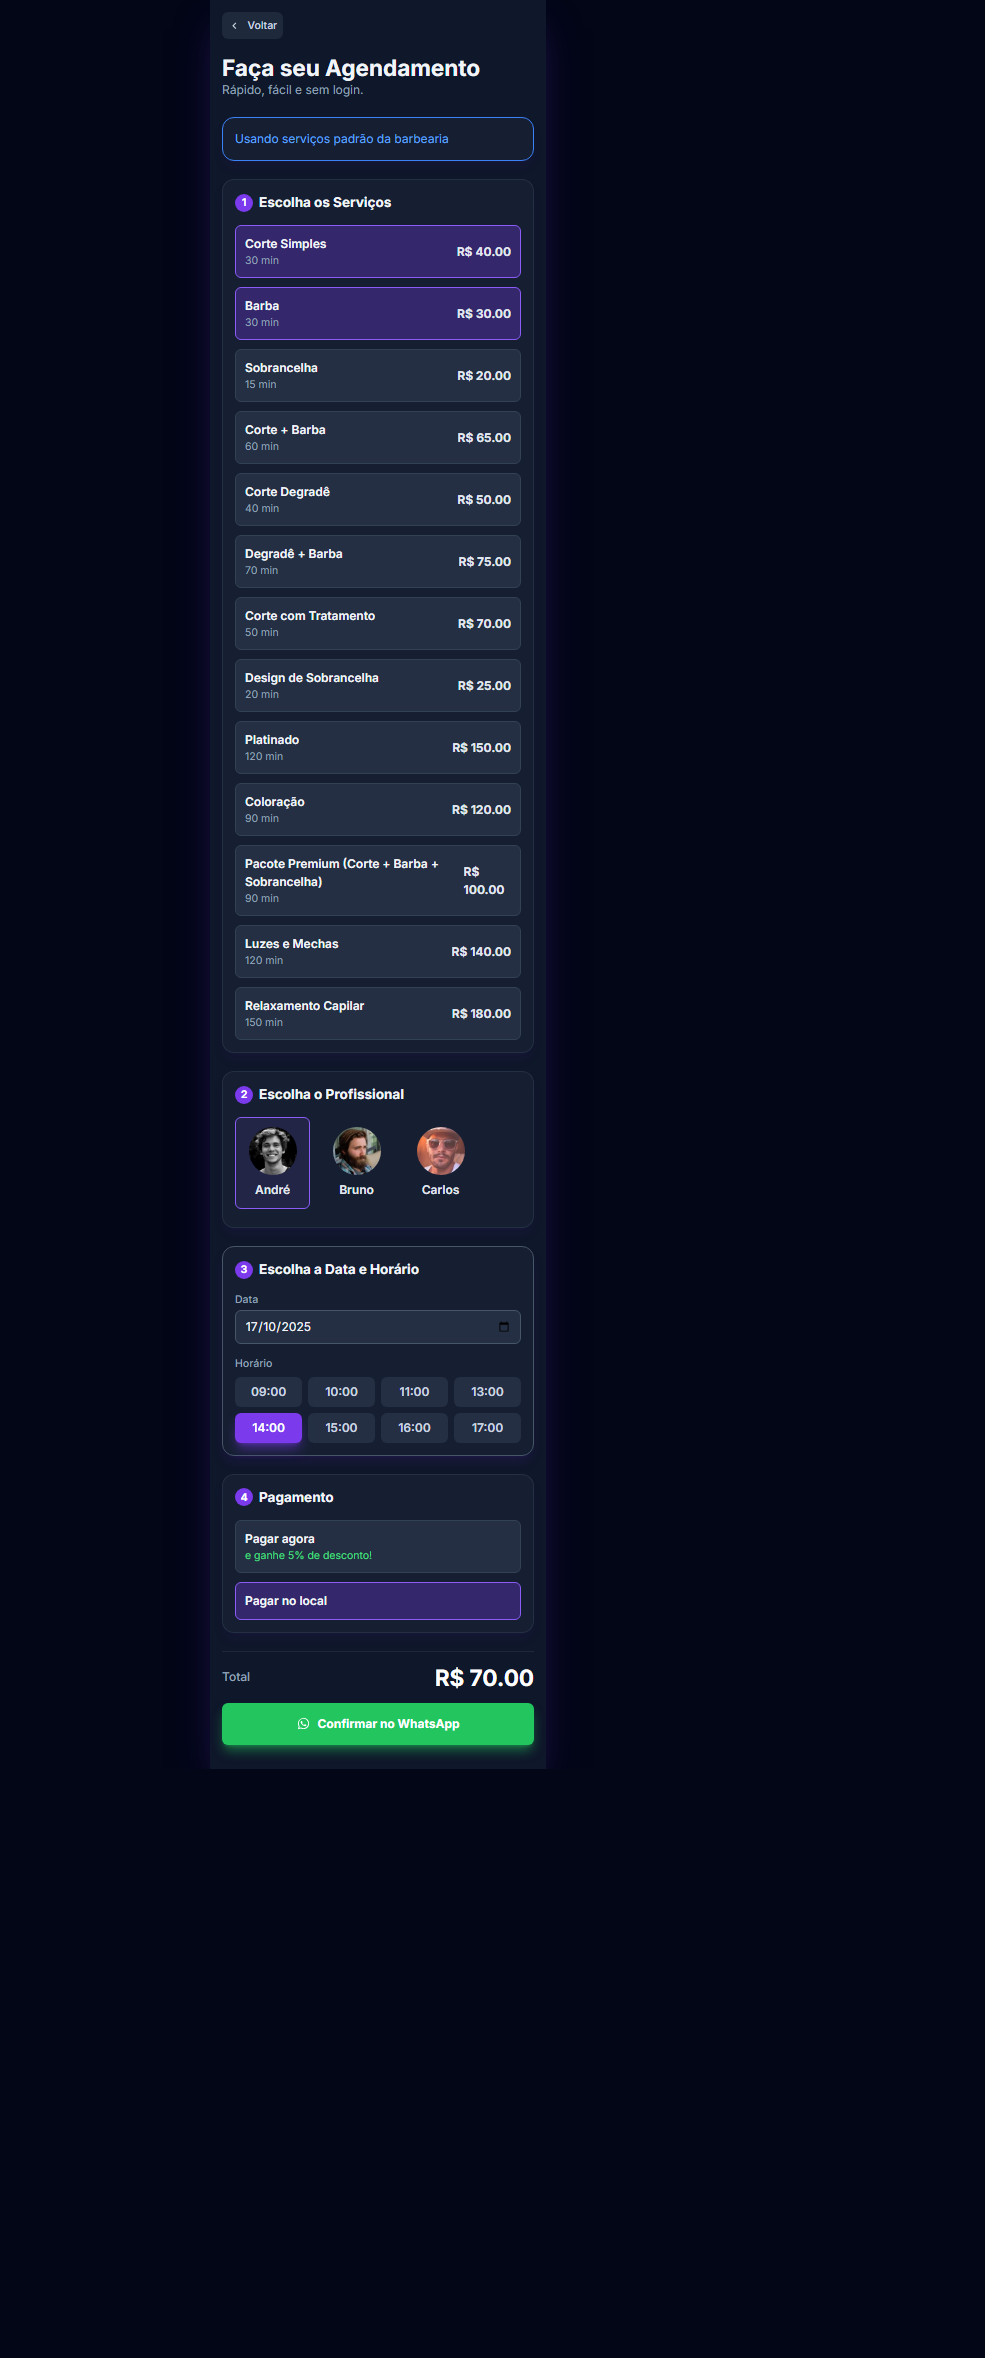 Voltar
Faça seu Agendamento
Rápido, fácil e sem login.
Usando serviços padrão da barbearia
1 Escolha os Serviços
Corte Simples
30 min
R$ 40.00
Barba
30 min
R$ 30.00
Sobrancelha
15 min
R$ 20.00
Corte + Barba
60 min
R$ 65.00
Corte Degradê
40 min
R$ 50.00
Degradê + Barba
70 min
R$ 75.00
Corte com Tratamento
50 min
R$ 70.00
Design de Sobrancelha
20 min
R$ 25.00
Platinado
120 min
R$ 150.00
Coloração
90 min
R$ 120.00
Pacote Premium (Corte + Barba +
Sobrancelha)
90 min
R$
100.00
Luzes e Mechas
120 min
R$ 140.00
Relaxamento Capilar
150 min
R$ 180.00
2 Escolha o Profissional
André Bruno Carlos
3 Escolha a Data e Horário
Data
17/10/2025
Horário
09:00 10:00 11:00 13:00
14:00 15:00 16:00 17:00
4 Pagamento
Pagar agora
e ganhe 5% de desconto!
Pagar no local
Total R$ 70.00
Confirmar no WhatsApp